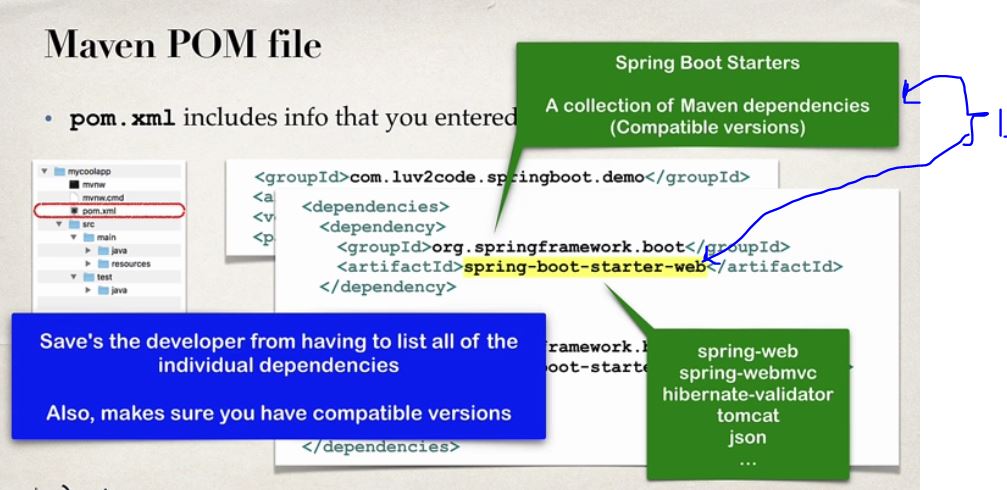 Maven POM file
• pom.xml includes info that you entered
Spring Boot Starters
A collection of Maven dependencies
(Compatible versions)
mycoolapp
mvnw
mvnw.cmd
pom.xml
src
main
java
resources
test
java
<groupId>com.luv2code.springboot.demo</groupId>
<a
<v
<p
<dependencies>
<dependency>
<groupId>org.springframework.boot</groupId>
<artifactId>spring-boot-starter-web</artifactId>
</dependency>
Save's the developer from having to list all of the
individual dependencies
Also, makes sure you have compatible versions
ramework.b
oot-starte
spring-web
spring-webmvc
hibernate-validator
tomcat
json
...
</dependencies>